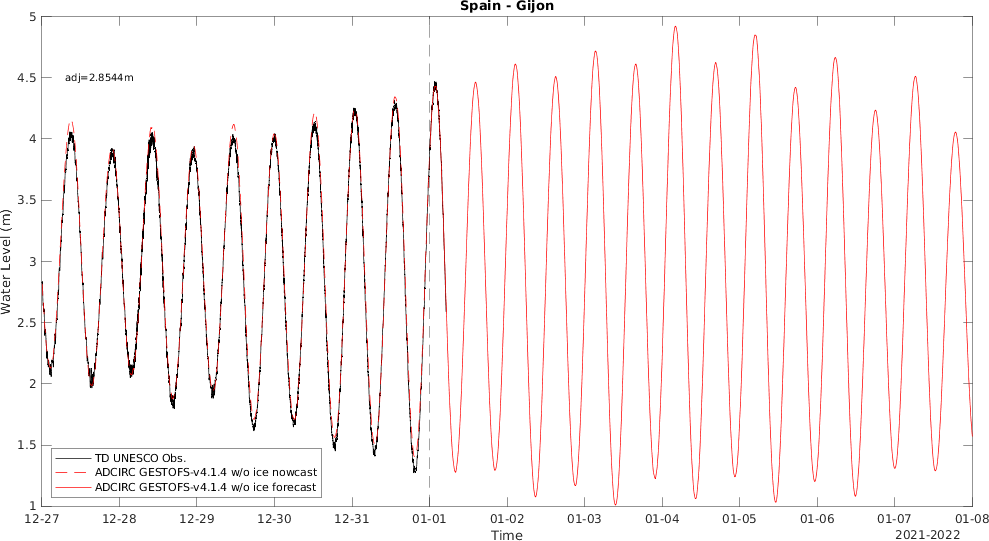 Spain - Gijon
5
adj=2.8544m
4.5
4
3.5
3
2.5
2
1.5
1
Water Level (m)
TD UNESCO Obs.
ADCIRC GESTOFS-v4.1.4 w/o ice nowcast
ADCIRC GESTOFS-v4.1.4 w/o ice forecast
12-27 12-28 12-29 12-30 12-31 01-01 01-02 01-03 01-04 01-05 01-06 01-07 01-08
Time
2021-2022